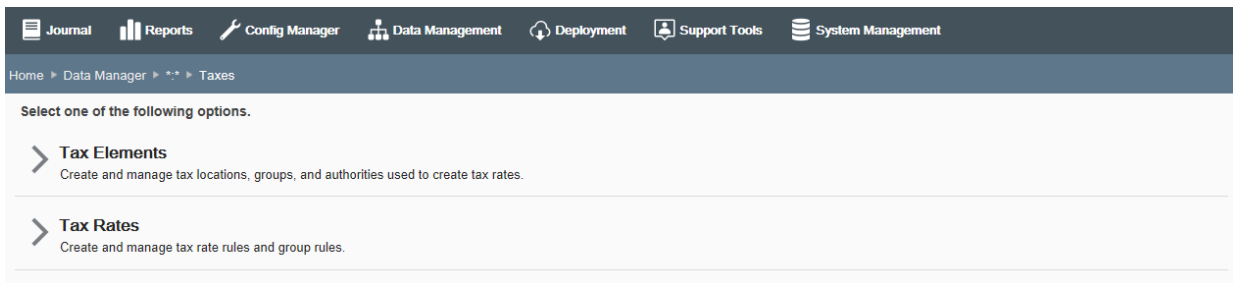 Journal Reports Config Manager Data Management Deployment Support Tools System Management
Home Data Manager *:* Taxes
Select one of the following options.
Tax Elements
Create and manage tax locations, groups, and authorities used to create tax rates.
Tax Rates
Create and manage tax rate rules and group rules.